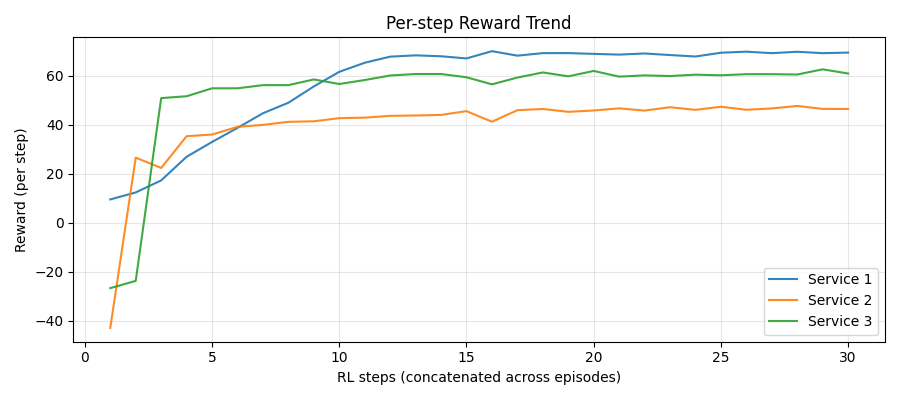 Per-step Reward Trend
Reward (per step)
60
40
20
0
−20
−40
0 5 10 15 20 25 30
RL steps (concatenated across episodes)
Service 1
Service 2
Service 3